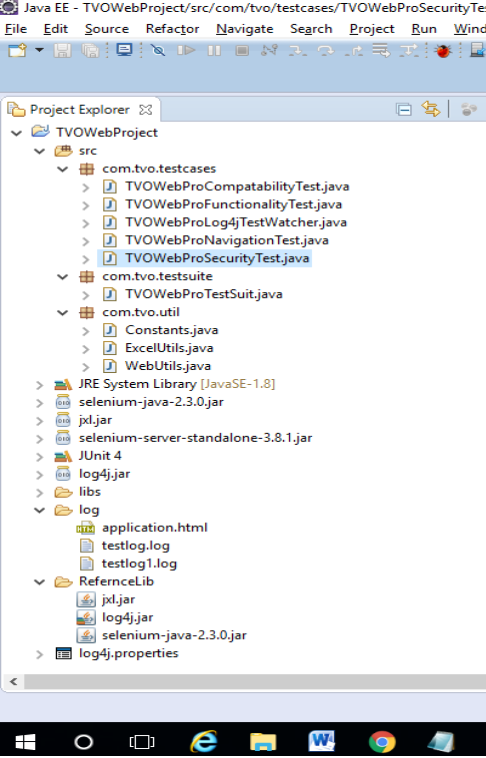 Java EE - TVOWebProject/src/com/tvo/testcases/TVOWebProSecurityTes
File Edit Source Refactor Navigate Search Project Run Wind
Project Explorer
TVOWebProject
src
com.tvo.testcases
TVOWebProCompatabilityTest.java
TVOWebProFunctionalityTest.java
TVOWebProLog4jTestWatcher.java
TVOWebProNavigationTest.java
TVOWebProSecurityTest.java
com.tvo.testsuite
TVOWebProTestSuit.java
com.tvo.util
Constants.java
ExcelUtils.java
WebUtils.java
JRE System Library [JavaSE-1.8]
selenium-java-2.3.0.jar
jxl.jar
selenium-server-standalone-3.8.1.jar
JUnit 4
log4j.jar
libs
log
application.html
testlog.log
testlog1.log
RefernceLib
jxl.jar
log4j.jar
selenium-java-2.3.0.jar
log4j.properties